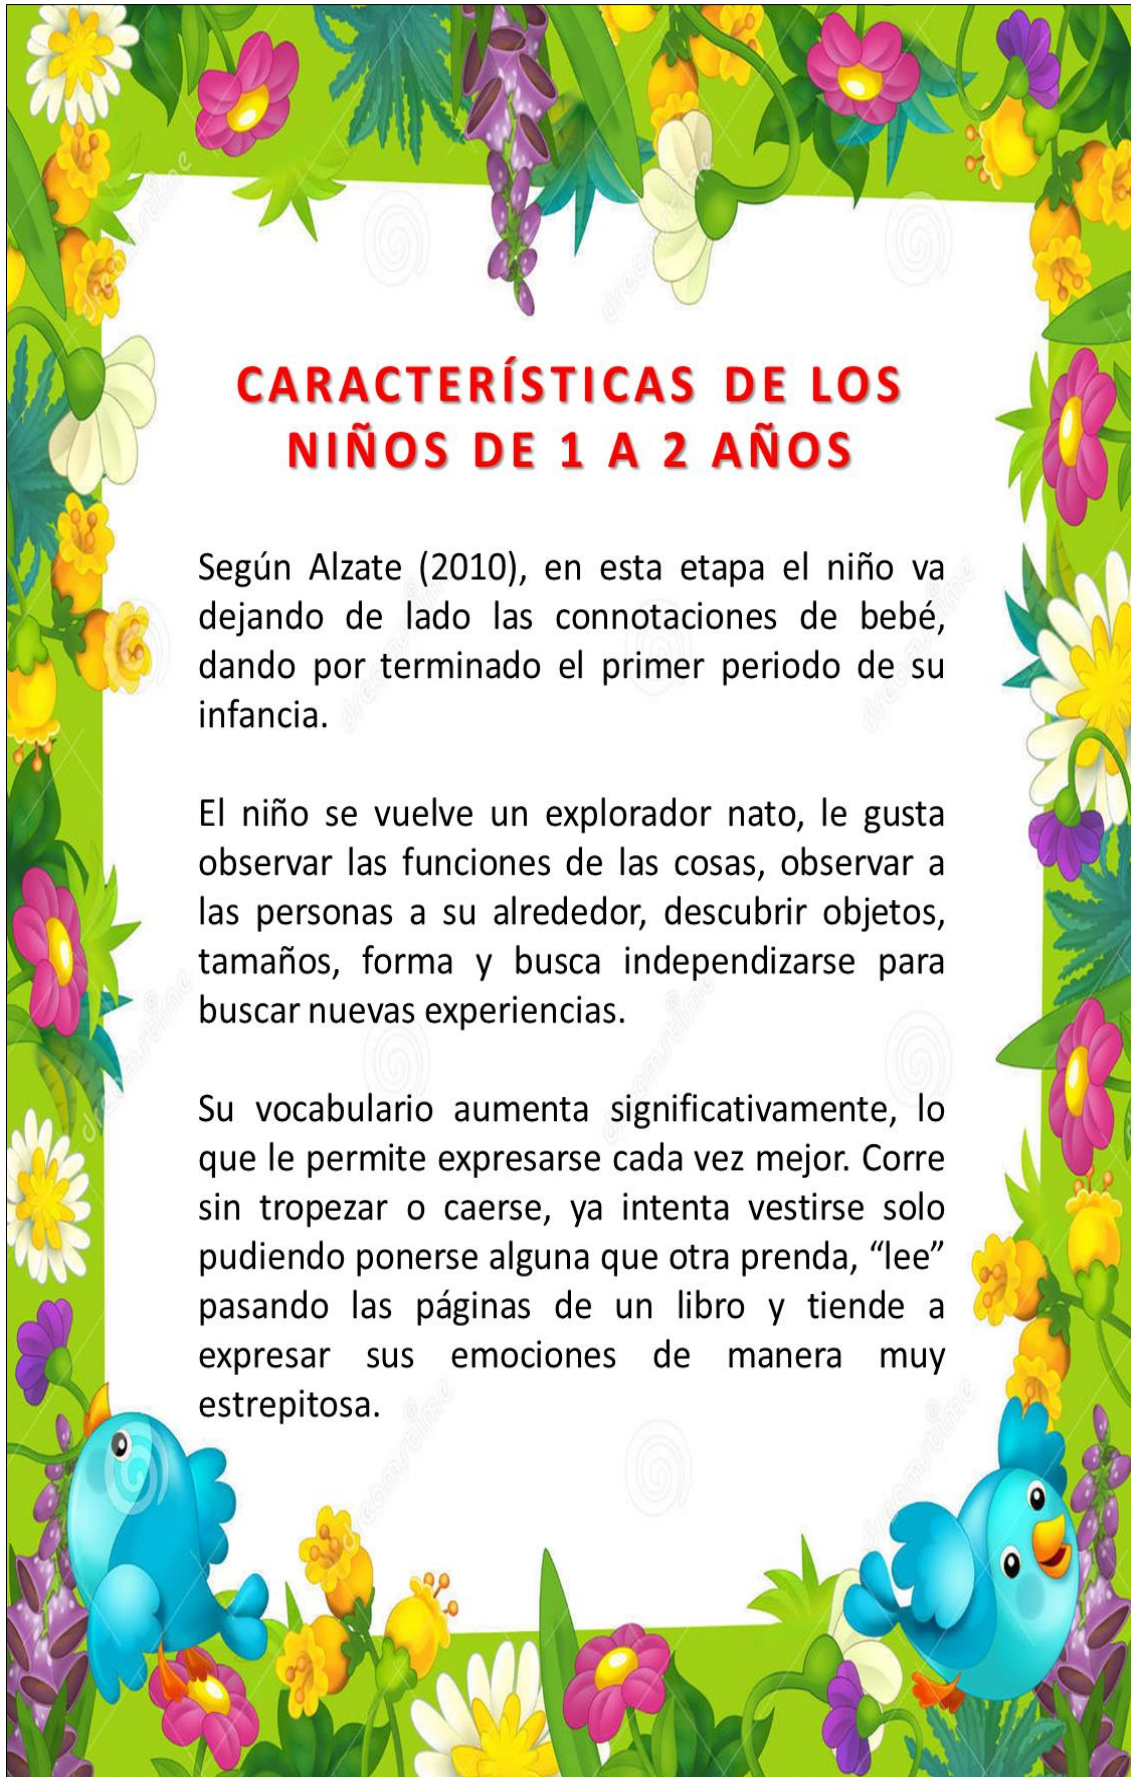 CARACTERÍSTICAS DE LOS
NIÑOS DE 1 A 2 AÑOS
Según Alzate (2010), en esta etapa el niño va
dejando de lado las connotaciones de bebé,
dando por terminado el primer periodo de su
infancia.
El niño se vuelve un explorador nato, le gusta
observar las funciones de las cosas, observar a
las personas a su alrededor, descubrir objetos,
tamaños, forma y busca independizarse para
buscar nuevas experiencias.
Su vocabulario aumenta significativamente, lo
que le permite expresarse cada vez mejor. Corre
sin tropezar o caerse, ya intenta vestirse solo
pudiendo ponerse alguna que otra prenda, “lee”
pasando las páginas de un libro y tiende a
expresar sus emociones de manera muy
estrepitosa.